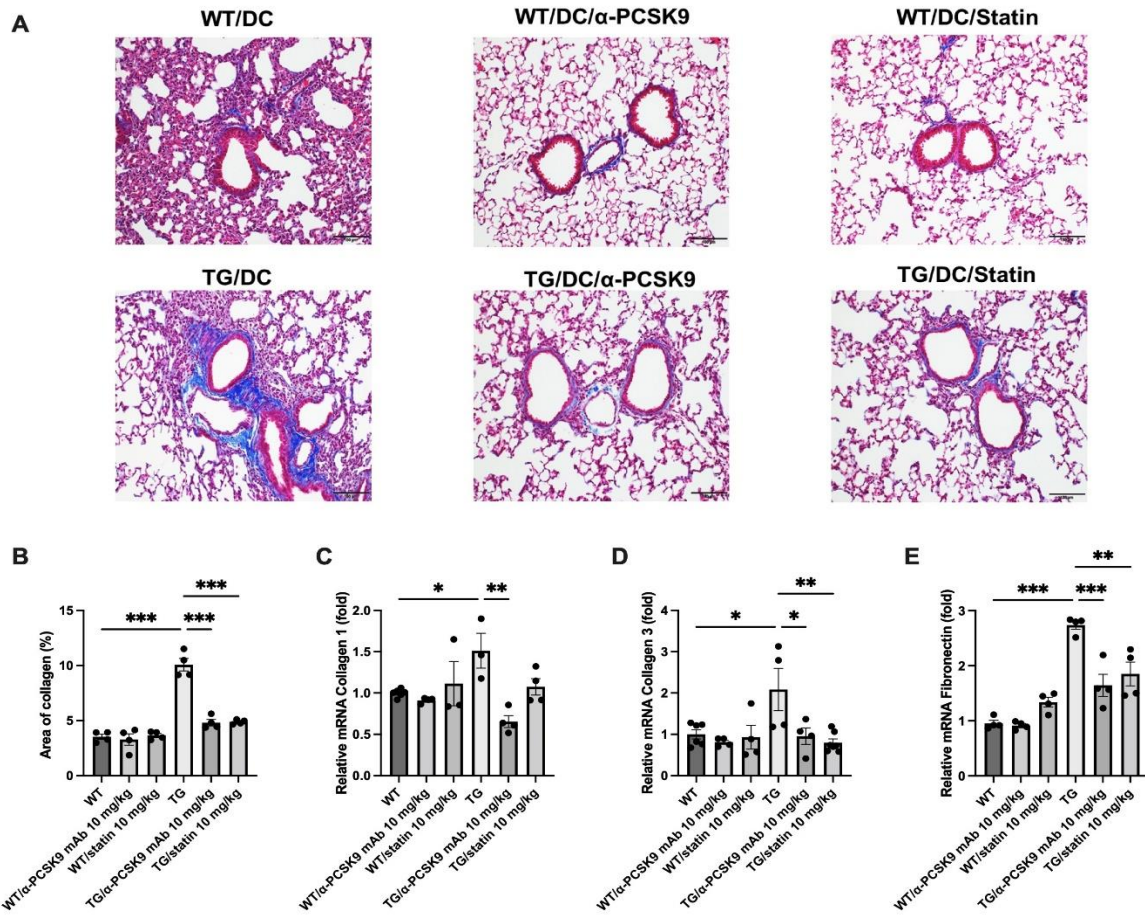 A
WT/DC
WT/DC/α-PCSK9
WT/DC/Statin
TG/DC
TG/DC/α-PCSK9
TG/DC/Statin
B
Area of collagen (%)
15
10
5
0
***
***
***
WT
WT/α-PCSK9 mAb 10 mg/kg
WT/statin 10 mg/kg
TG
TG/α-PCSK9 mAb 10 mg/kg
TG/statin 10 mg/kg
C
Relative mRNA Collagen 1 (fold)
2.0
1.5
1.0
0.5
0.0
*
**
WT
WT/α-PCSK9 mAb 10 mg/kg
WT/statin 10 mg/kg
TG
TG/α-PCSK9 mAb 10 mg/kg
TG/statin 10 mg/kg
D
Relative mRNA Collagen 3 (fold)
4
3
2
1
0
**
*
*
WT
WT/α-PCSK9 mAb 10 mg/kg
WT/statin 10 mg/kg
TG
TG/α-PCSK9 mAb 10 mg/kg
TG/statin 10 mg/kg
E
Relative mRNA Fibronectin (fold)
3
2
1
0
**
***
***
WT
WT/α-PCSK9 mAb 10 mg/kg
WT/statin 10 mg/kg
TG
TG/α-PCSK9 mAb 10 mg/kg
TG/statin 10 mg/kg